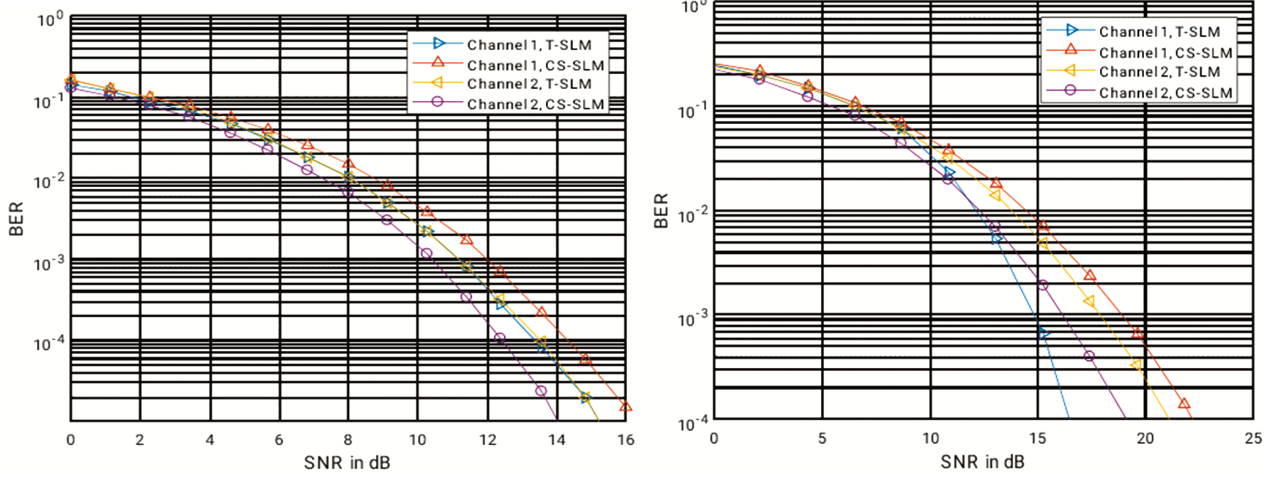 10^0
10^-1
10^-2
10^-3
10^-4
BER
0 2 4 6 8 10 12 14 16
SNR in dB
Channel 1, T-SLM
Channel 1, CS-SLM
Channel 2, T-SLM
Channel 2, CS-SLM
10^0
10^-1
10^-2
10^-3
10^-4
BER
0 5 10 15 20 25
SNR in dB
Channel 1, T-SLM
Channel 1, CS-SLM
Channel 2, T-SLM
Channel 2, CS-SLM